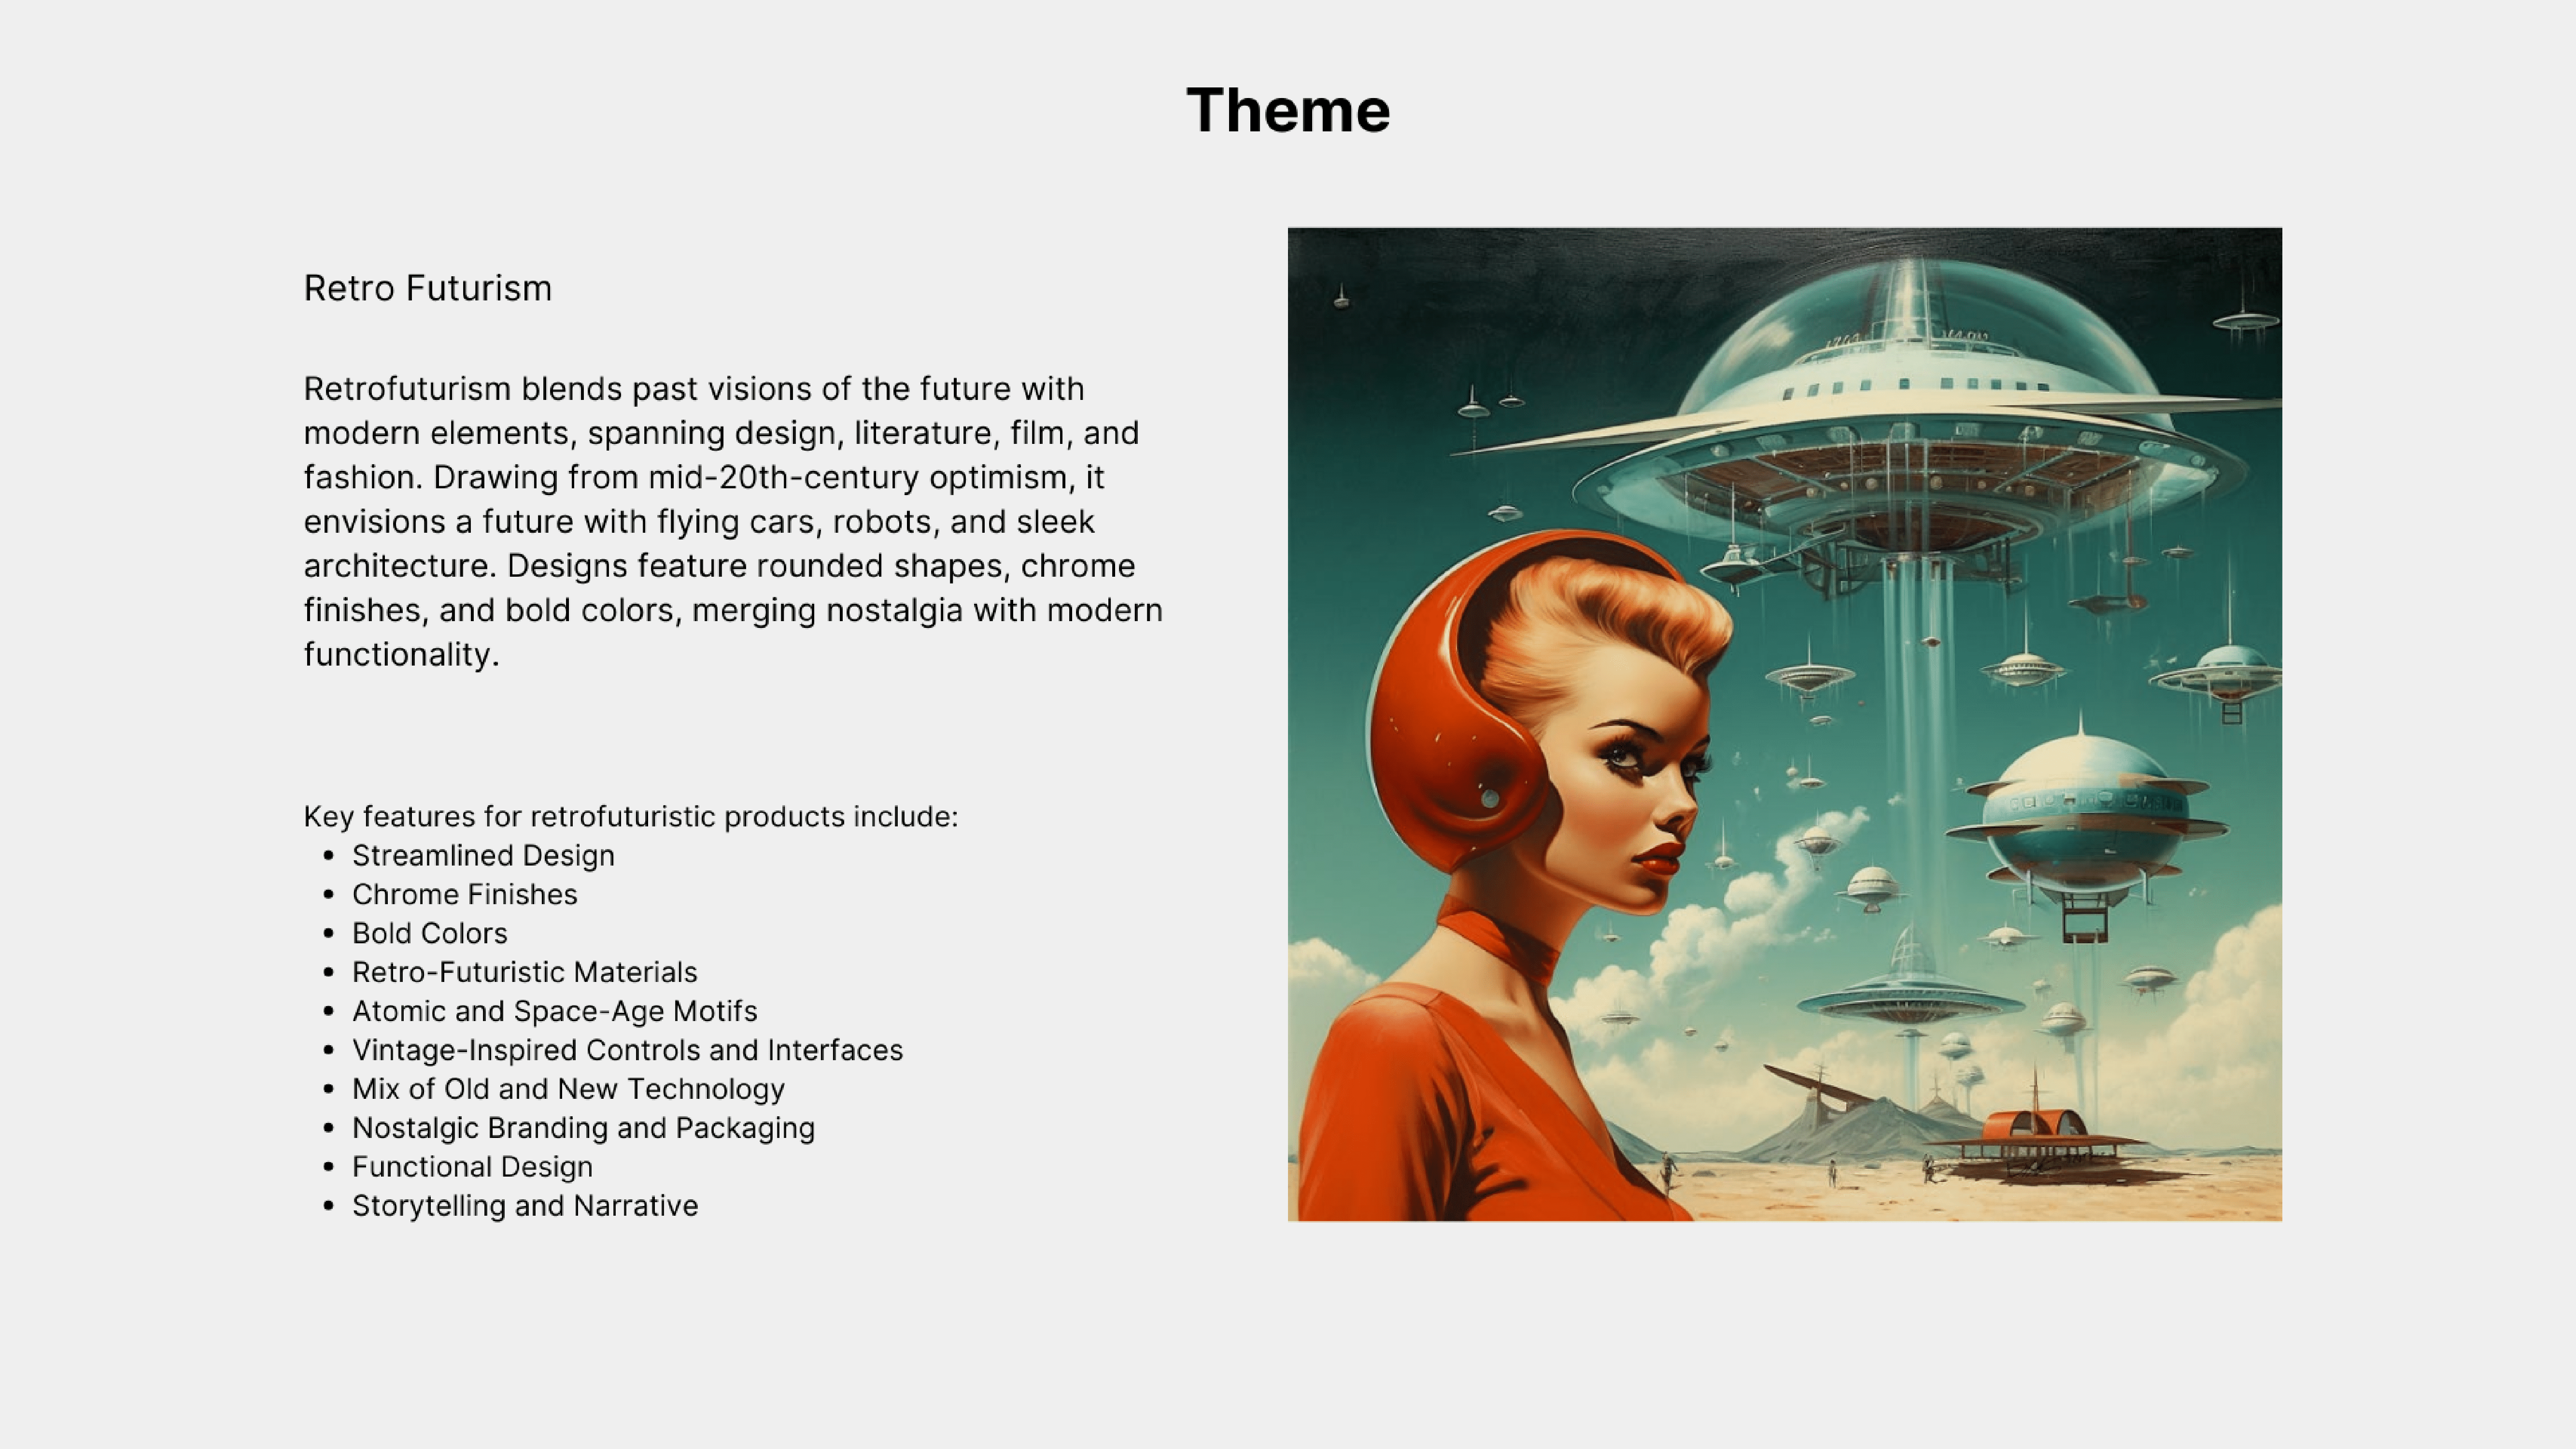 Theme
Retro Futurism
Retrofuturism blends past visions of the future with
modern elements, spanning design, literature, film, and
fashion. Drawing from mid-20th-century optimism, it
envisions a future with flying cars, robots, and sleek
architecture. Designs feature rounded shapes, chrome
finishes, and bold colors, merging nostalgia with modern
functionality.
Key features for retrofuturistic products include:
• Streamlined Design
• Chrome Finishes
• Bold Colors
• Retro-Futuristic Materials
• Atomic and Space-Age Motifs
• Vintage-Inspired Controls and Interfaces
• Mix of Old and New Technology
• Nostalgic Branding and Packaging
• Functional Design
• Storytelling and Narrative